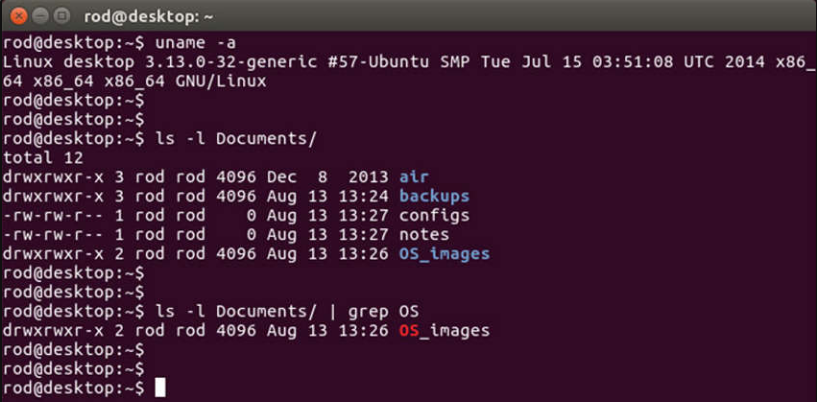 rod@desktop: ~
rod@desktop:~$ uname -a
Linux desktop 3.13.0-32-generic #57-Ubuntu SMP Tue Jul 15 03:51:08 UTC 2014 x86_
64 x86_64 x86_64 GNU/Linux
rod@desktop:~$
rod@desktop:~$
rod@desktop:~$ ls -l Documents/
total 12
drwxrwxr-x 3 rod rod 4096 Dec  8  2013 air
drwxrwxr-x 3 rod rod 4096 Aug 13 13:24 backups
-rw-rw-r-- 1 rod rod    0 Aug 13 13:27 configs
-rw-rw-r-- 1 rod rod    0 Aug 13 13:27 notes
drwxrwxr-x 2 rod rod 4096 Aug 13 13:26 OS_images
rod@desktop:~$
rod@desktop:~$
rod@desktop:~$ ls -l Documents/ | grep OS
drwxrwxr-x 2 rod rod 4096 Aug 13 13:26 OS_images
rod@desktop:~$
rod@desktop:~$
rod@desktop:~$